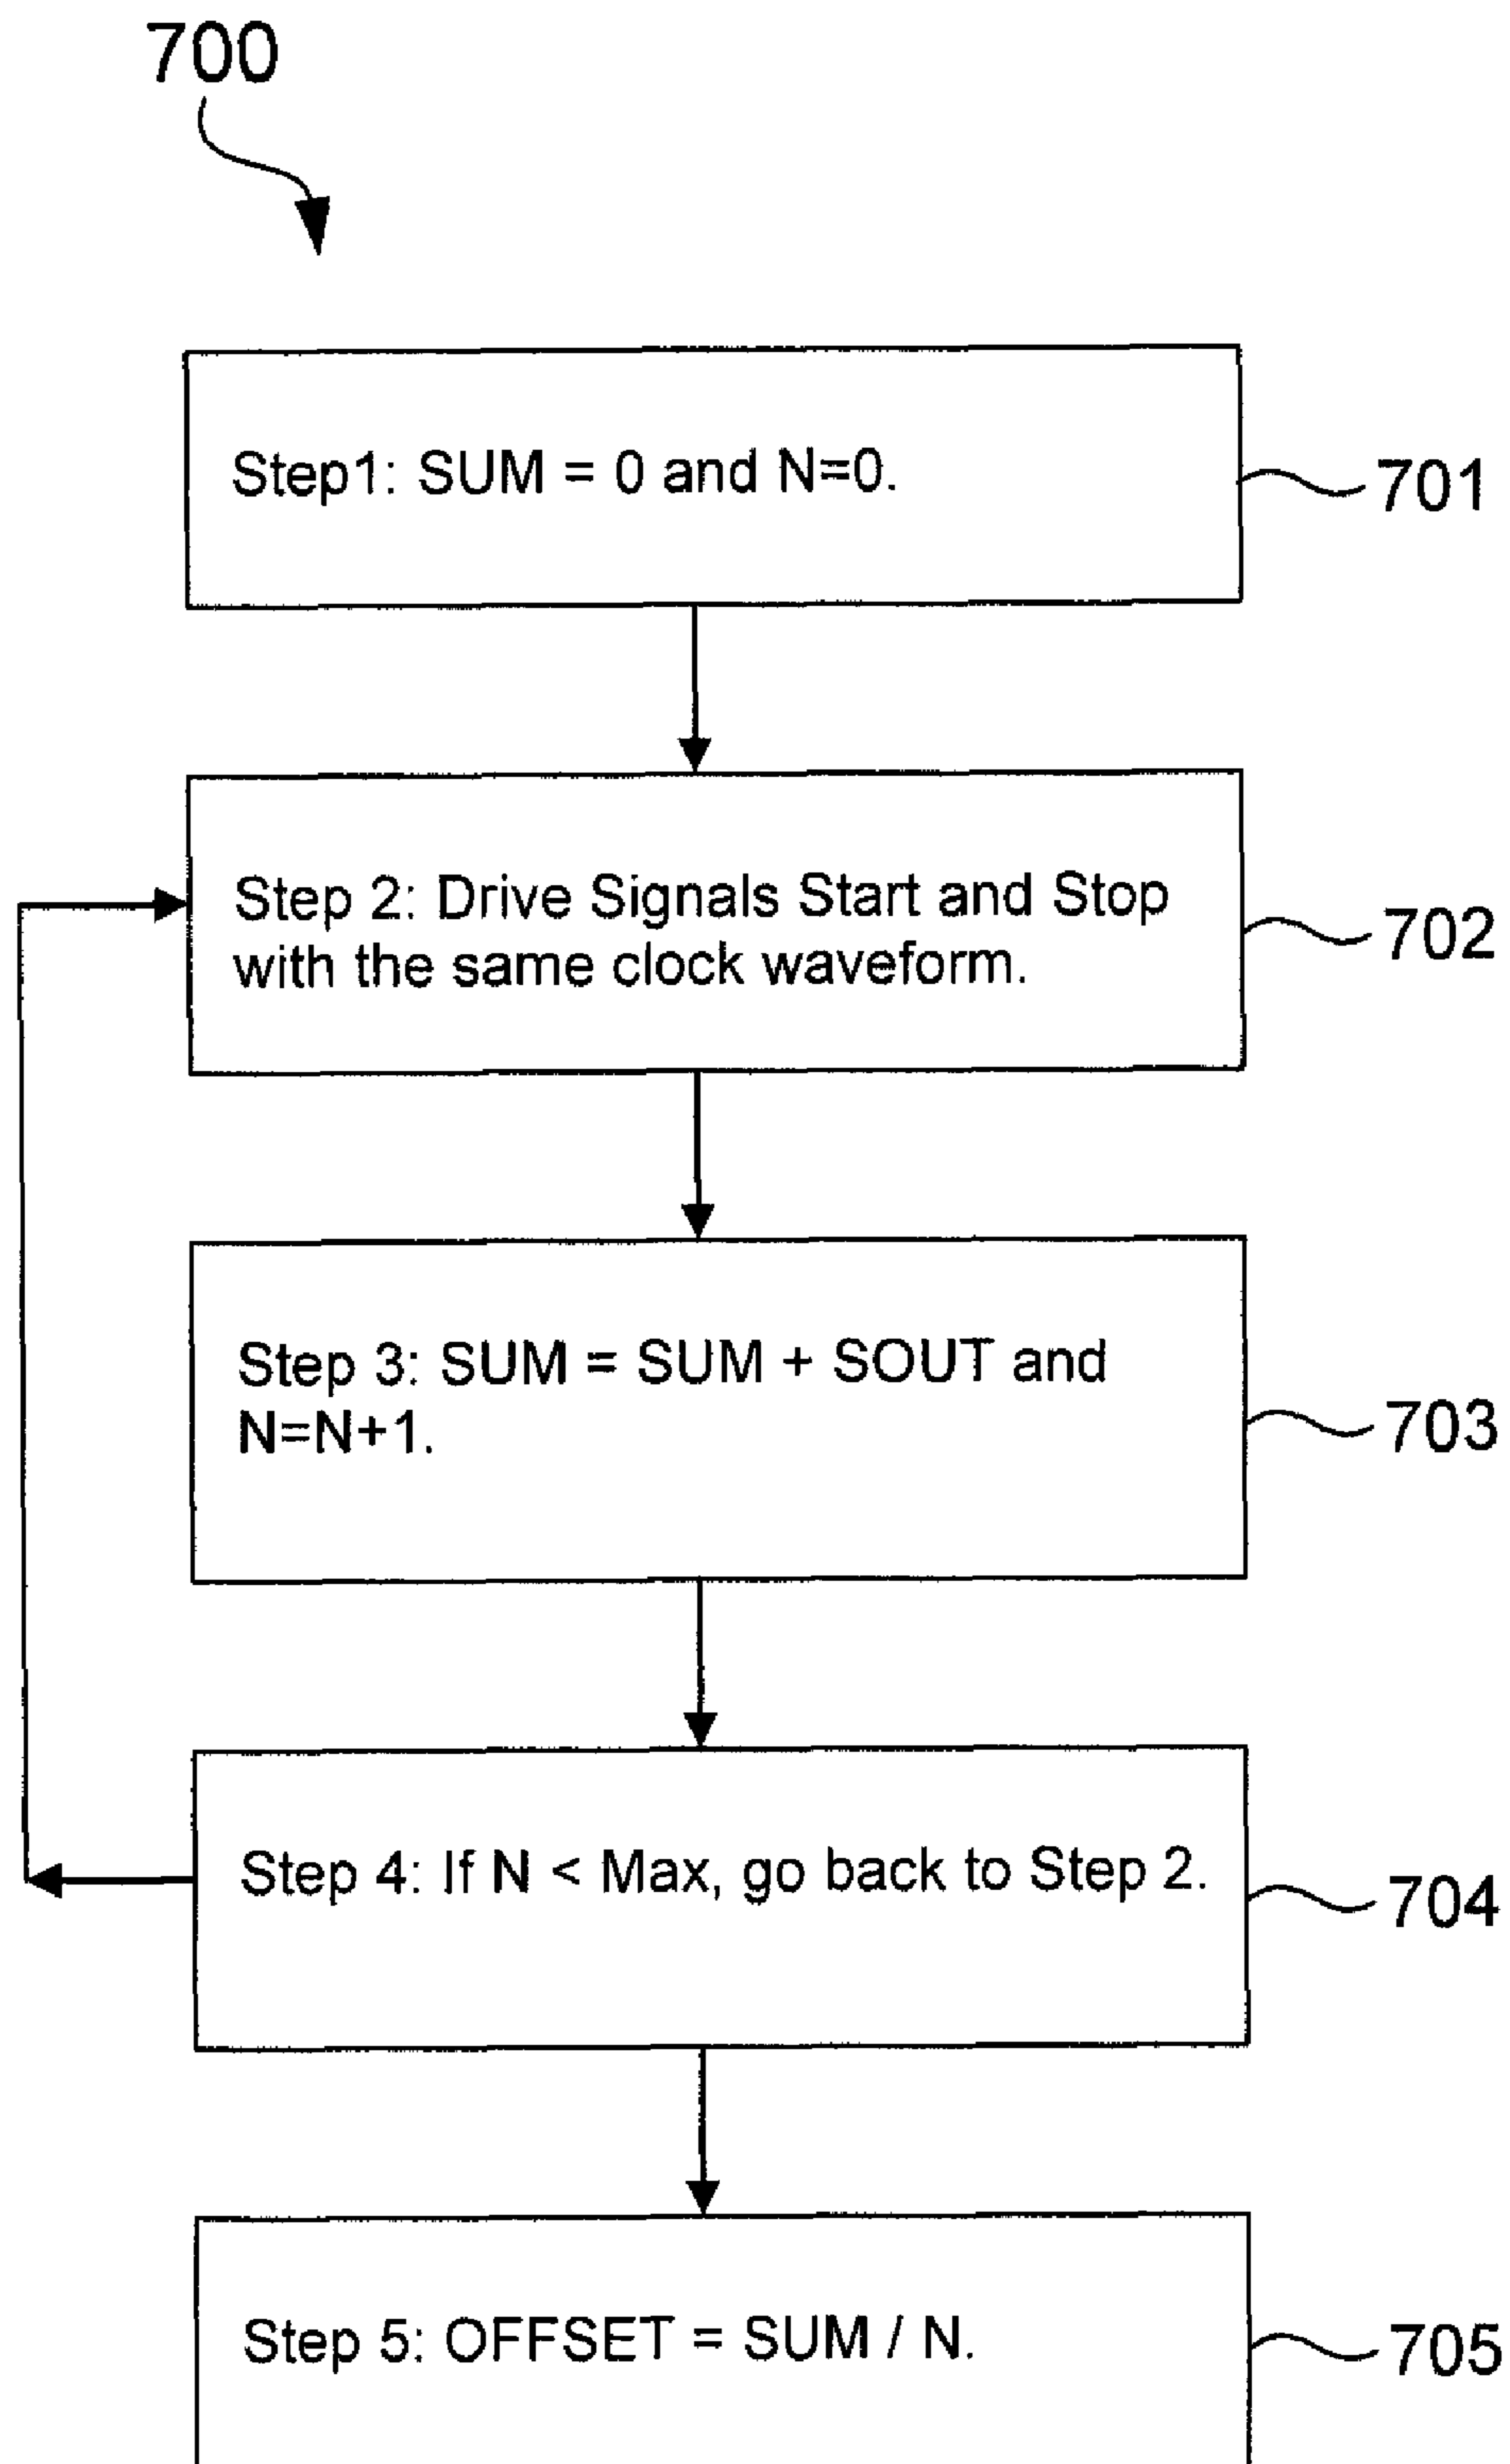 700
Step1: SUM = 0 and N=0.
701
Step 2: Drive Signals Start and Stop
with the same clock waveform.
702
Step 3: SUM = SUM + SOUT and
N=N+1.
703
Step 4: If N < Max, go back to Step 2.
704
Step 5: OFFSET = SUM / N.
705